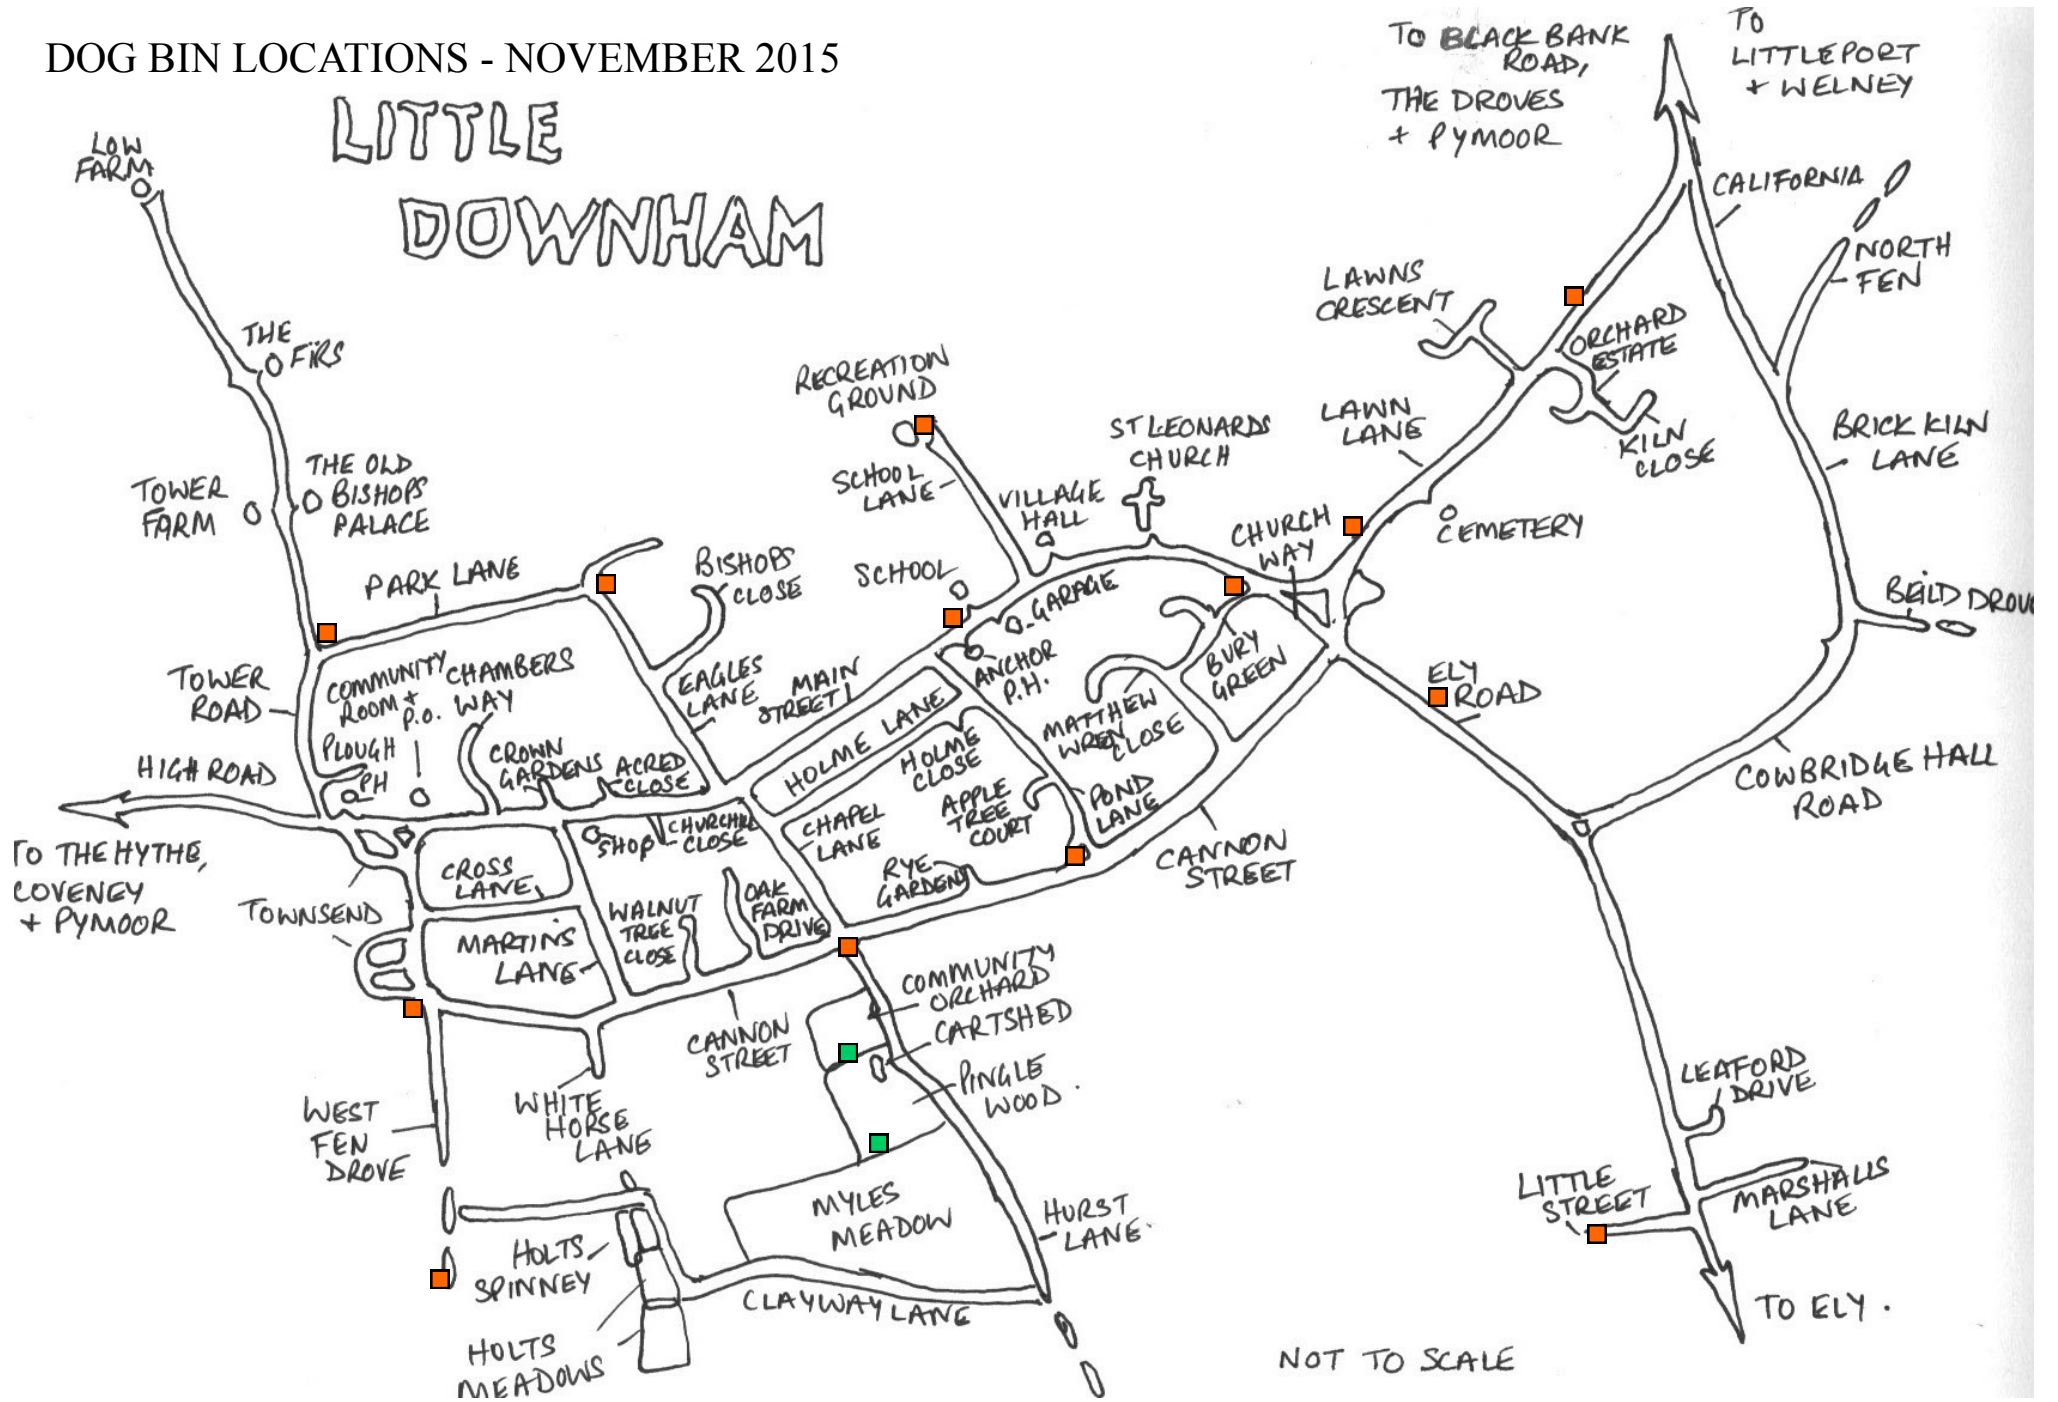 DOG BIN LOCATIONS - NOVEMBER 2015
LITTLE
DOWNHAM
TO BLACK BANK
ROAD,
THE DROVES
+ PYMOOR
TO
LITTLEPORT
+ WELNEY
LOW
FARM
CALIFORNIA
NORTH
FEN
LAWNS
CRESCENT
THE
FIRS
ORCHARD
ESTATE
RECREATION
GROUND
LAWN
LANE
KILN
CLOSE
BRICK KILN
LANE
ST LEONARDS
CHURCH
TOWER
FARM
THE OLD
BISHOPS
PALACE
SCHOOL
LANE
VILLAGE
HALL
CHURCH
WAY
CEMETERY
PARK LANE
BISHOPS
CLOSE
SCHOOL
GARAGE
BEILD DROVE
TOWER
ROAD
COMMUNITY
ROOM +
P.O.
CHAMBERS
WAY
EAGLES
LANE
MAIN
STREET
ANCHOR
P.H.
BURY
GREEN
ELY
ROAD
HIGH ROAD
PLOUGH
PH
CROWN
GARDENS
ACRED
CLOSE
HOLME LANE
HOLME
CLOSE
MATTHEW
WREN
CLOSE
COWBRIDGE HALL
ROAD
TO THE HYTHE,
COVENEY
+ PYMOOR
SHOP
CHURCHILL
CLOSE
CHAPEL
LANE
APPLE
TREE
COURT
POND
LANE
CANNON
STREET
CROSS
LANE
RYE
GARDENS
TOWNSEND
MARTINS
LANE
WALNUT
TREE
CLOSE
OAK
FARM
DRIVE
COMMUNITY
ORCHARD
CARTSHED
CANNON
STREET
PINGLE
WOOD.
WEST
FEN
DROVE
WHITE
HORSE
LANE
LEAFORD
DRIVE
MYLES
MEADOW
HURST
LANE
LITTLE
STREET
MARSHALLS
LANE
HOLTS
SPINNEY
CLAYWAY LANE
TO ELY.
HOLTS
MEADOWS
NOT TO SCALE